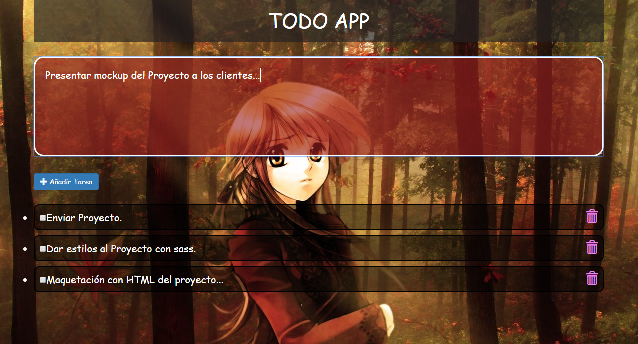 TODO APP
Presentar mockup del Proyecto a los clientes...
Añadir Tarea
Enviar Proyecto.
Dar estilos al Proyecto con sass.
Maquetación con HTML del proyecto...